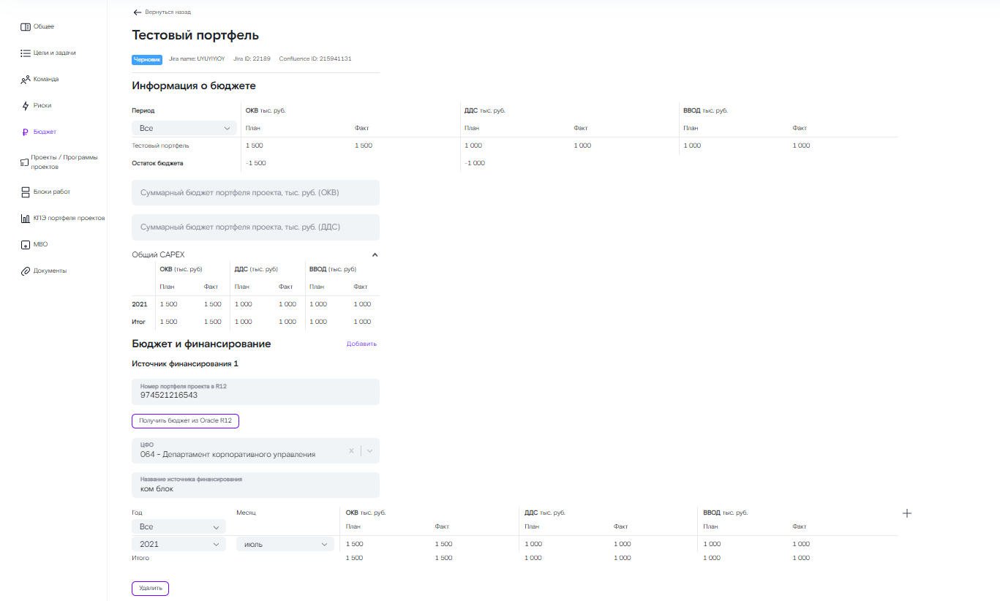 Вернуться назад
Общее
Цели и задачи
Команда
Риски
Бюджет
Проекты / Программы
проектов
Блоки работ
КПЭ портфеля проектов
МВО
Документы
Тестовый портфель
Черновик Jira name: UYUYIYIOY Jira ID: 22189 Confluence ID: 215941131
Информация о бюджете
Период ОКВ тыс. руб. ДДС тыс. руб. ВВОД тыс. руб.
Все План Факт План Факт План Факт
Тестовый портфель 1 500 1 500 1 000 1 000 1 000 1 000
Остаток бюджета -1 500 -1 000
Суммарный бюджет портфеля проекта, тыс. руб. (ОКВ)
Суммарный бюджет портфеля проекта, тыс. руб. (ДДС)
Общий CAPEX
ОКВ (тыс. руб) ДДС (тыс. руб) ВВОД (тыс. руб)
План Факт План Факт План Факт
2021 1 500 1 500 1 000 1 000 1 000 1 000
Итог 1 500 1 500 1 000 1 000 1 000 1 000
Бюджет и финансирование Добавить
Источник финансирования 1
Номер портфеля проекта в R12
974521216543
Получить бюджет из Oracle R12
ЦФО
064 - Департамент корпоративного управления
Название источника финансирования
ком блок
Год Месяц ОКВ тыс. руб. ДДС тыс. руб. ВВОД тыс. руб.
Все План Факт План Факт План Факт
2021 июль 1 500 1 500 1 000 1 000 1 000 1 000
Итого 1 500 1 500 1 000 1 000 1 000 1 000
Удалить